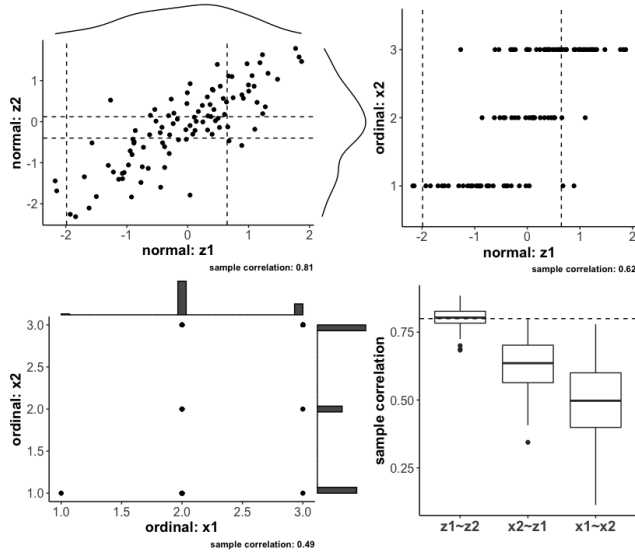 normal: z2
1
0
-1
-2
-2
-1
0
1
2
normal: z1
sample correlation: 0.81
ordinal: x2
3
2
1
-2
-1
0
1
2
normal: z1
sample correlation: 0.62
ordinal: x2
3.0
2.5
2.0
1.5
1.0
1.0
1.5
2.0
2.5
3.0
ordinal: x1
sample correlation: 0.49
sample correlation
0.75
0.50
0.25
z1~z2
x2~z1
x1~x2